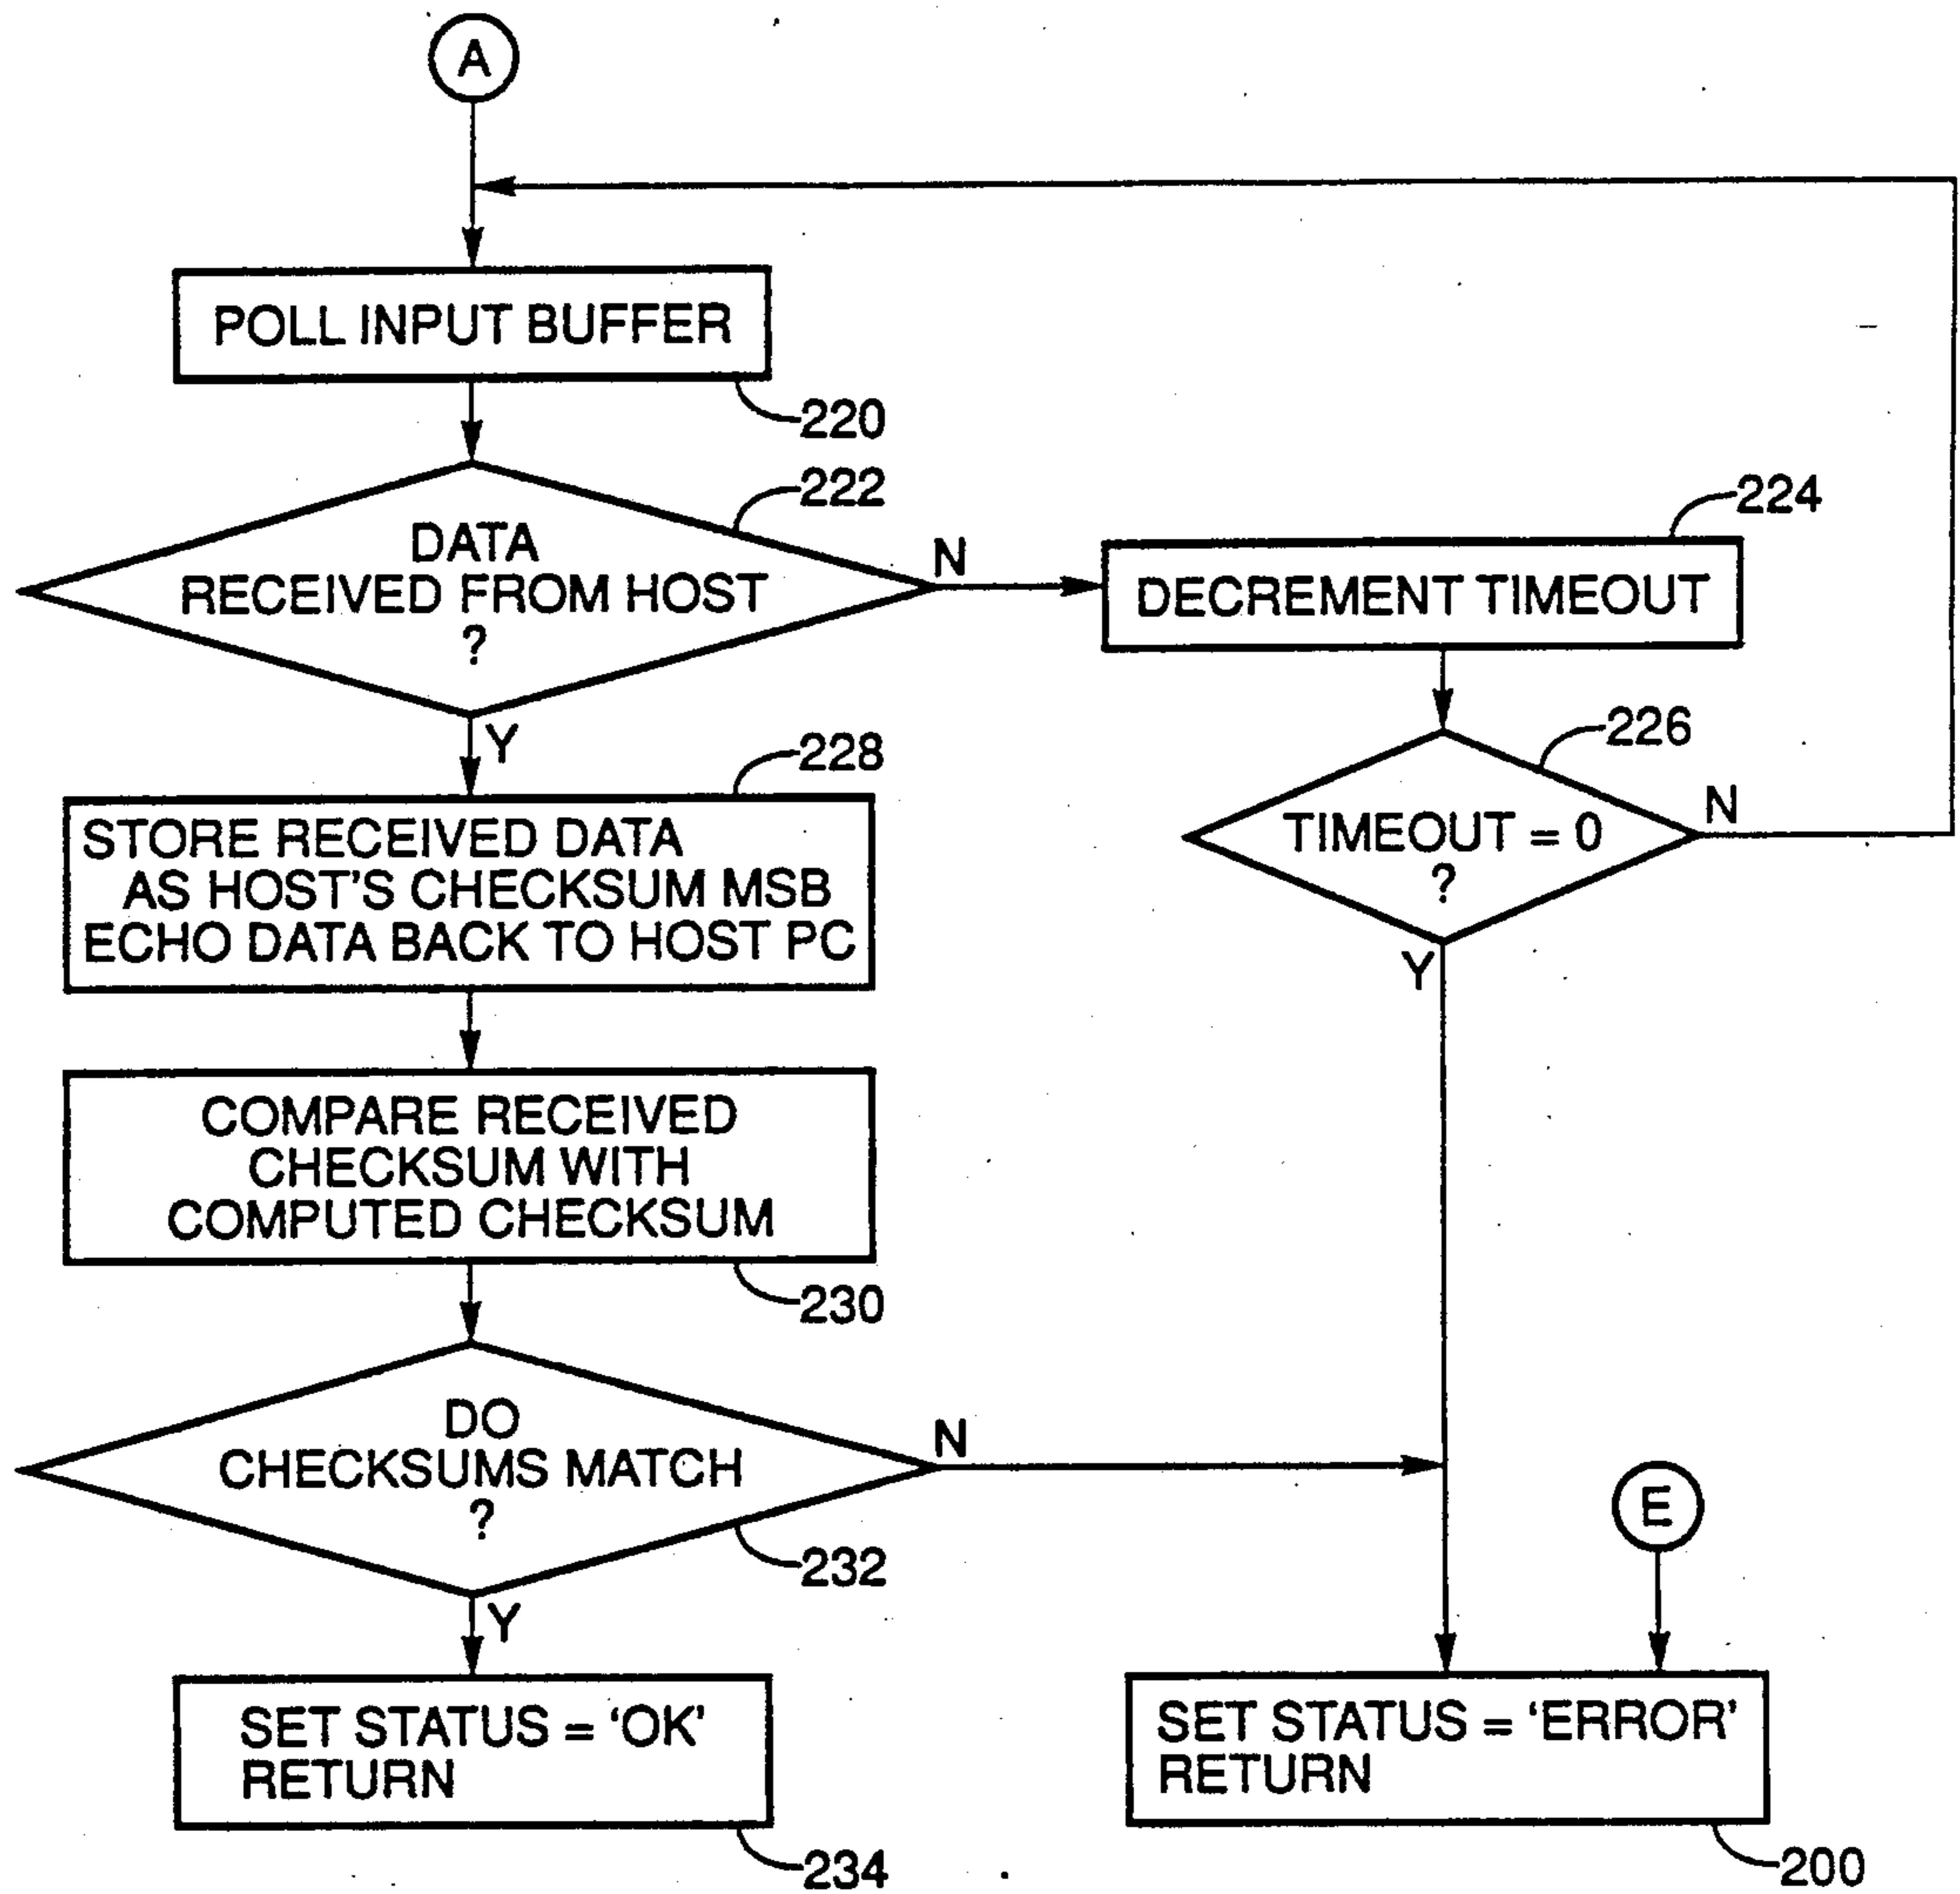 A
POLL INPUT BUFFER
220
222
DATA
RECEIVED FROM HOST
?
N
Y
224
DECREMENT TIMEOUT
226
TIMEOUT = 0
?
N
Y
228
STORE RECEIVED DATA
AS HOST'S CHECKSUM MSB
ECHO DATA BACK TO HOST PC
COMPARE RECEIVED
CHECKSUM WITH
COMPUTED CHECKSUM
230
DO
CHECKSUMS MATCH
?
N
232
Y
E
SET STATUS = 'OK'
RETURN
234
SET STATUS = 'ERROR'
RETURN
200